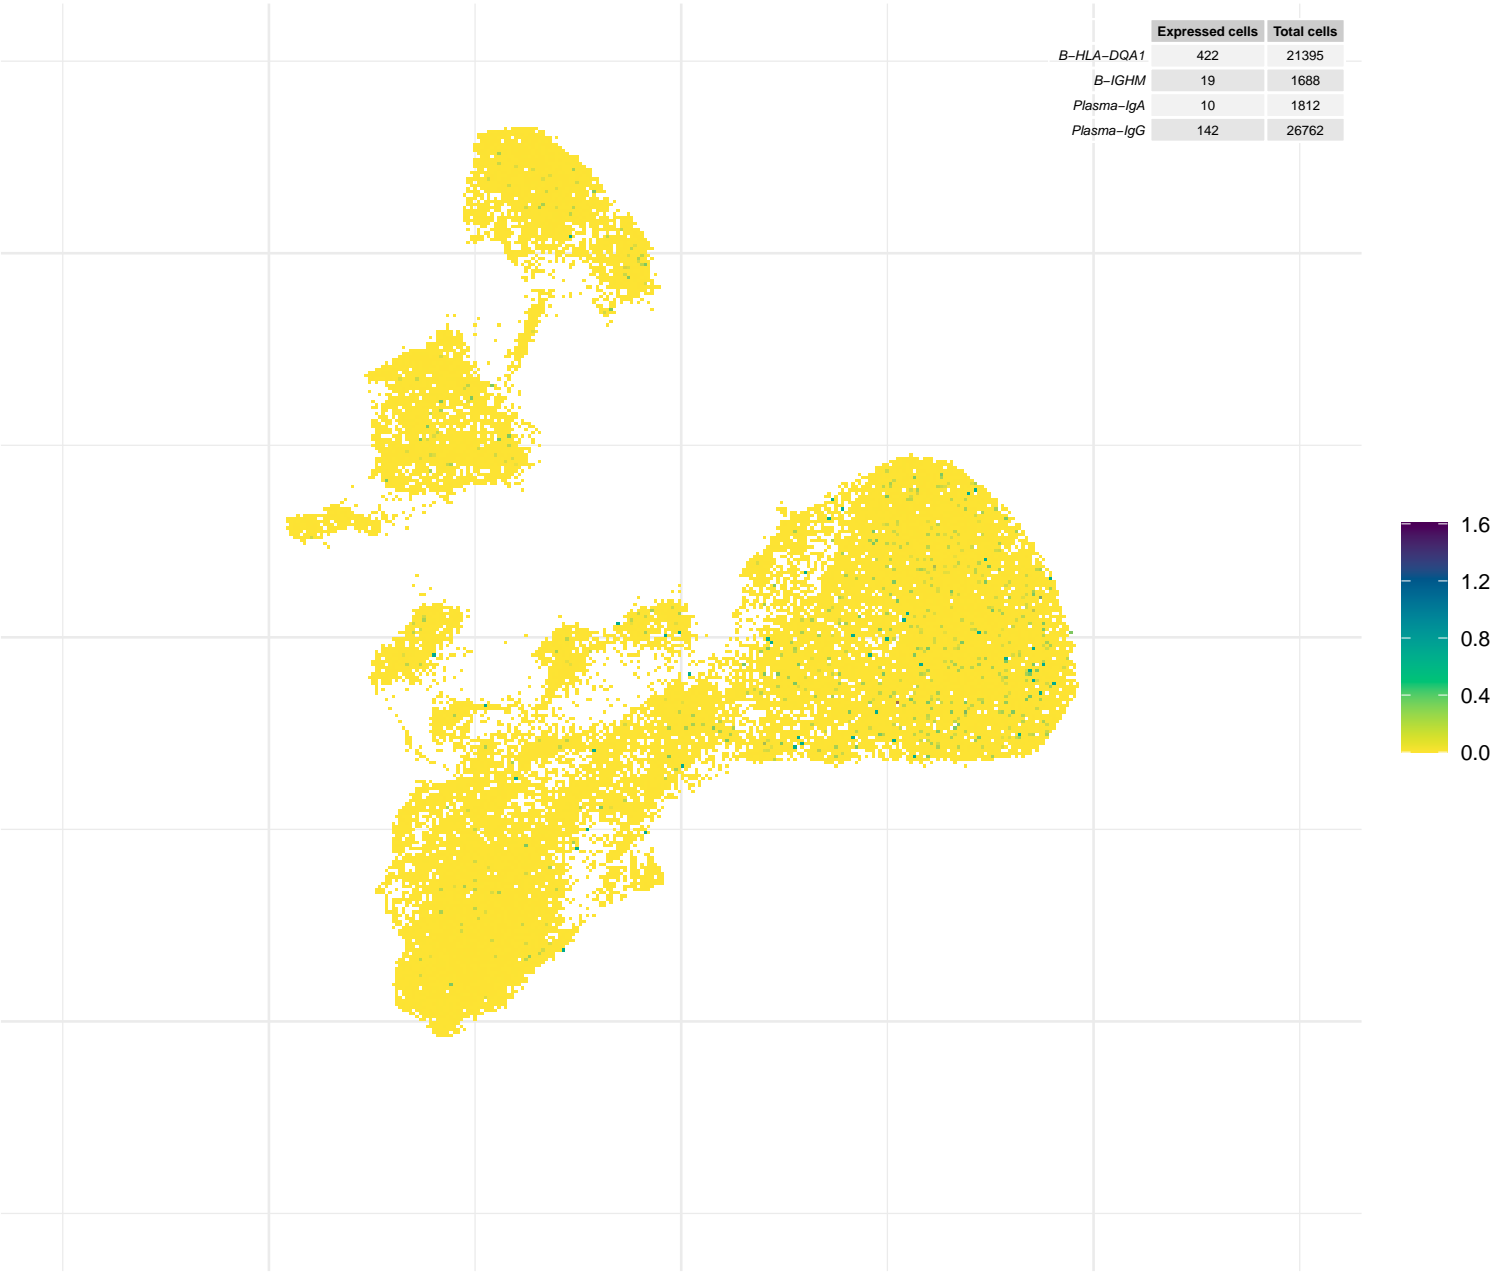 Expressed cells Total cells
B−HLA−DQA1 422 21395
B−IGHM 19 1688
Plasma−IgA 10 1812
Plasma−IgG 142 26762
1.6
1.2
0.8
0.4
0.0